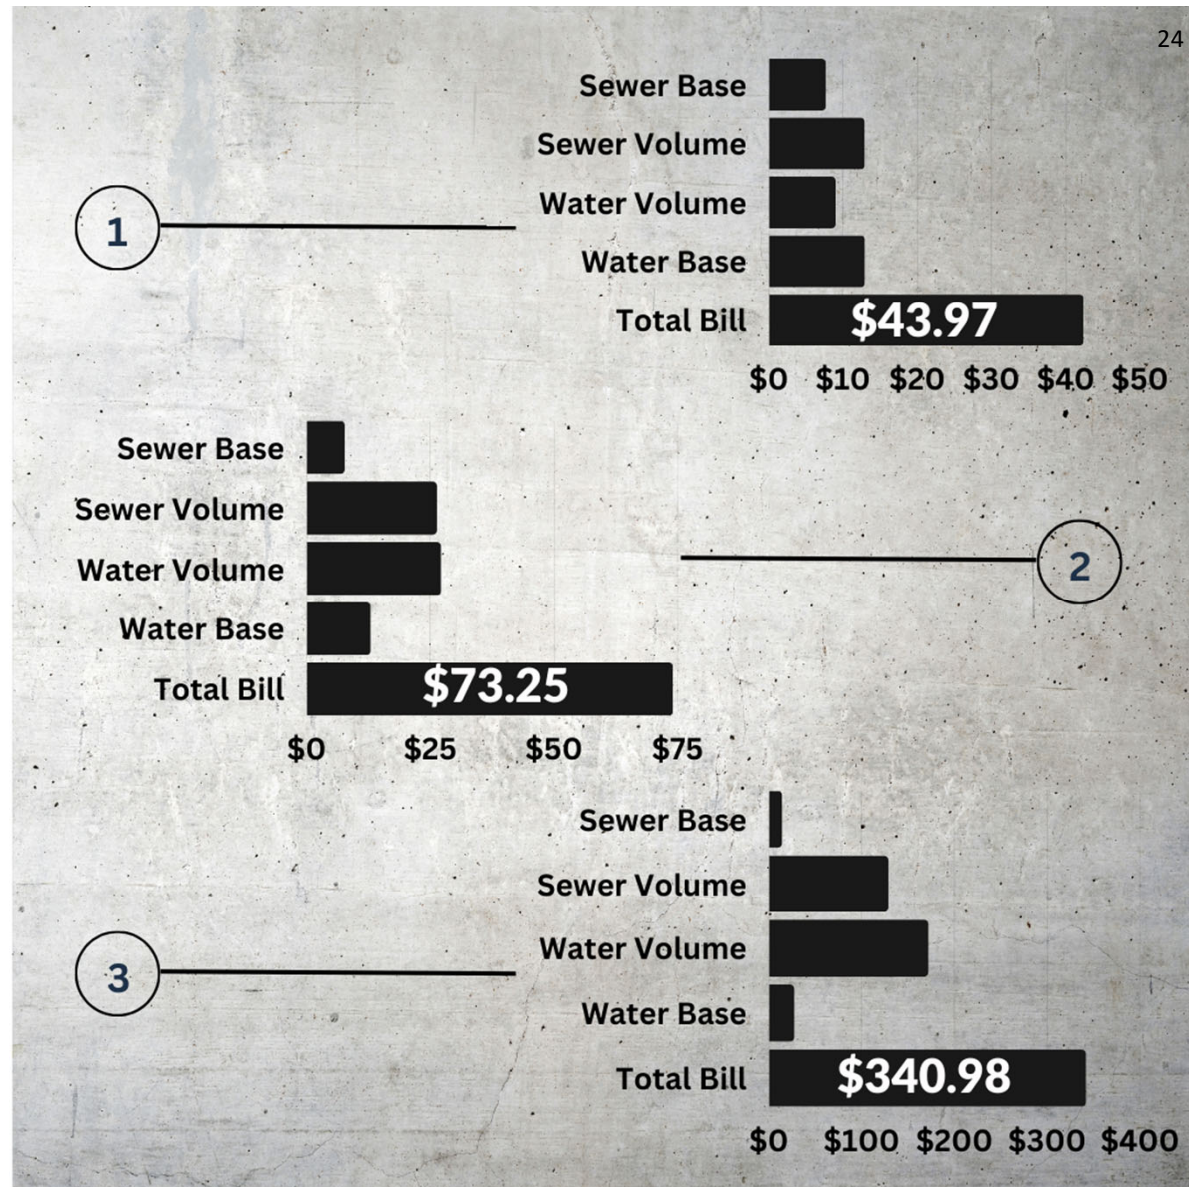 24
Sewer Base
Sewer Volume
1
Water Volume
Water Base
Total Bill $43.97
$0 $10 $20 $30 $40 $50
Sewer Base
Sewer Volume
2
Water Volume
Water Base
Total Bill $73.25
$0 $25 $50 $75
Sewer Base
Sewer Volume
Water Volume
3
Water Base
Total Bill $340.98
$0 $100 $200 $300 $400